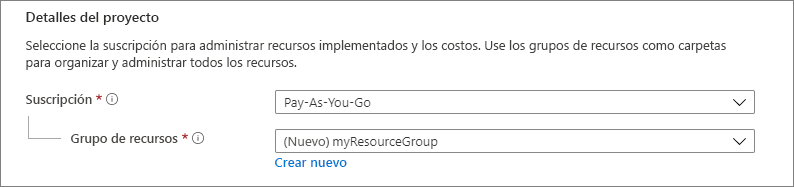 Detalles del proyecto
Seleccione la suscripción para administrar recursos implementados y los costos. Use los grupos de recursos como carpetas
para organizar y administrar todos los recursos.
Suscripción *
Pay-As-You-Go
Grupo de recursos *
(Nuevo) myResourceGroup
Crear nuevo